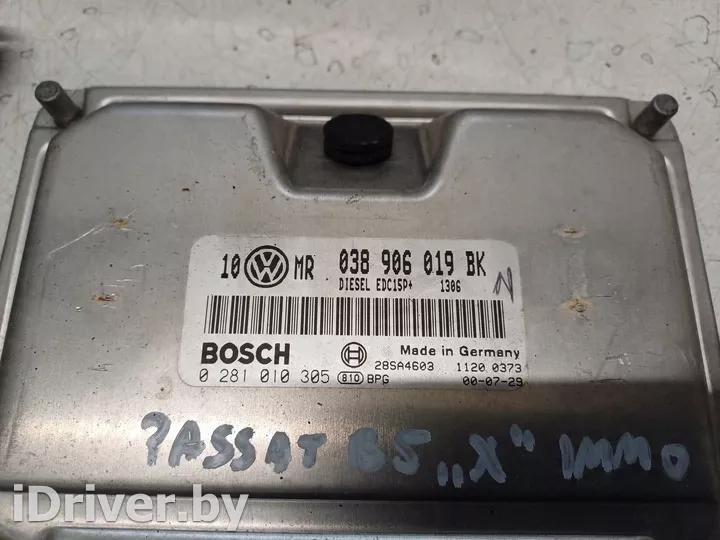 10 VW MR 038 906 019 BK
DIESEL EDC15P+ 1306
N
BOSCH
Made in Germany
28SA4603 1120 0373
0 281 010 305 810 BPG 00-07-29
PASSAT B5 „X" IMMO
iDriver.by